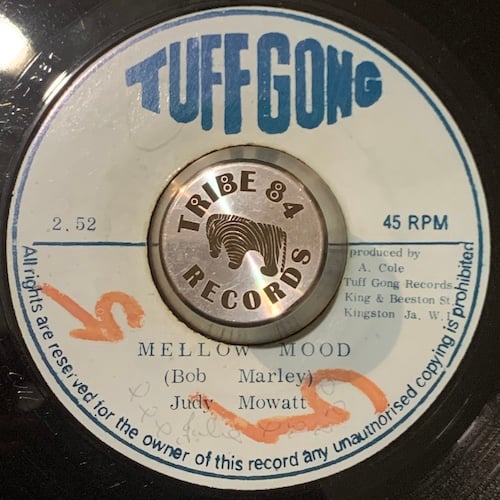 TUFF GONG
TRIBE 84
RECORDS
2.52
45 RPM
produced by
A. Cole
Tuff Gong Records
King & Beeston St.
Kingston Ja. W.I
MELLOW MOOD
(Bob Marley)
Judy Mowatt
All rights are reserved for the owner of this record any unauthorised copying is prohibited